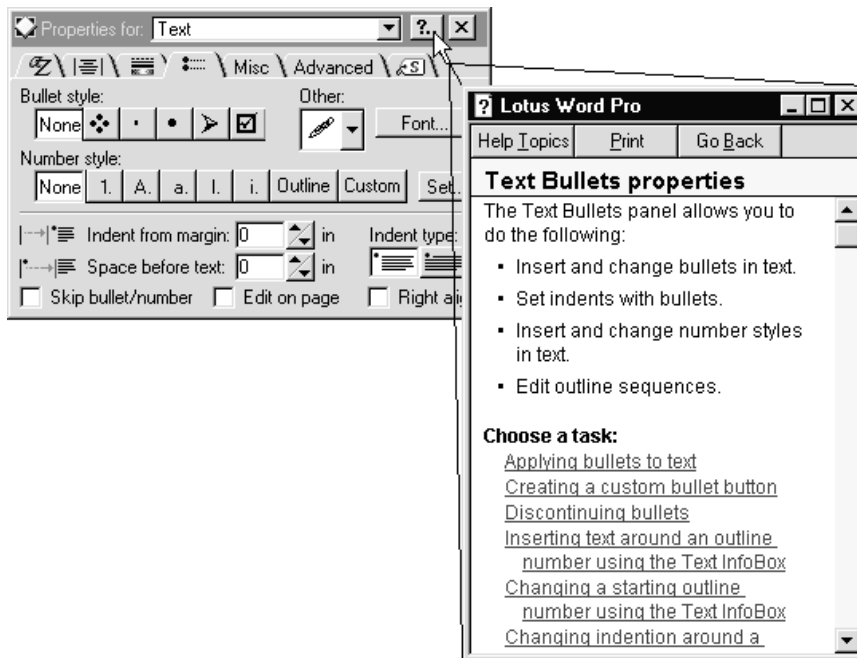 Properties for: Text
?..
Misc
Advanced
S
Bullet style:
Other:
None
Font...
Number style:
None 1. A. a. I. i. Outline Custom Set.
Indent from margin: 0 in
Indent type:
Space before text: 0 in
Skip bullet/number
Edit on page
Right ali
? Lotus Word Pro
Help Topics Print Go Back
Text Bullets properties
The Text Bullets panel allows you to
do the following:
▪ Insert and change bullets in text.
▪ Set indents with bullets.
▪ Insert and change number styles
in text.
▪ Edit outline sequences.
Choose a task:
Applying bullets to text
Creating a custom bullet button
Discontinuing bullets
Inserting text around an outline
number using the Text InfoBox
Changing a starting outline
number using the Text InfoBox
Changing indention around a